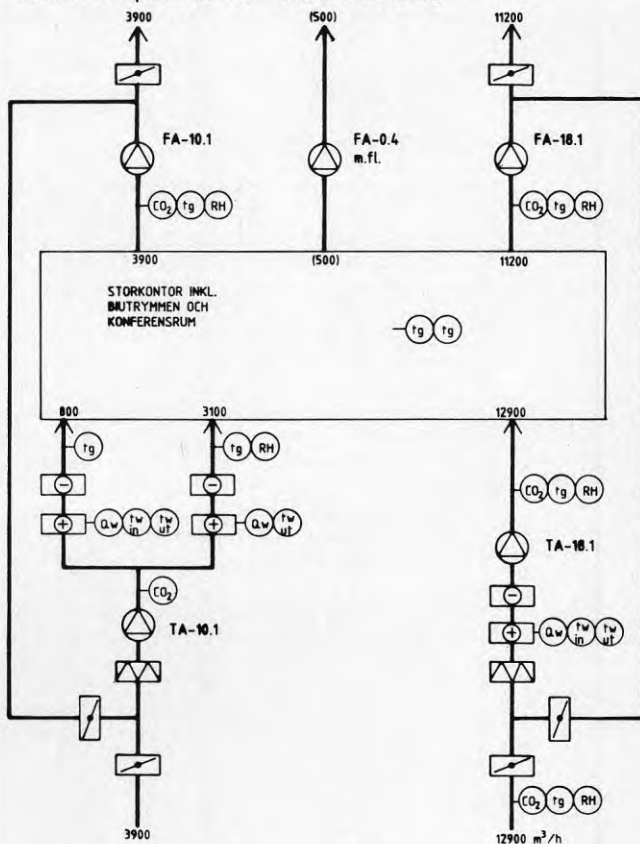 3900
(500)
11200
FA-10.1
FA-0.4
m.fl.
FA-18.1
CO₂ tg RH
CO₂ tg RH
3900
(500)
11200
STORKONTOR INKL.
BIUTRYMMEN OCH
KONFERENSRUM
tg tg
800
3100
12900
tg
tg RH
CO₂ tg RH
Qw tw in tw ut
Qw tw ut
TA-18.1
CO₂
TA-10.1
Qw tw in tw ut
CO₂ tg RH
3900
12900 m³/h